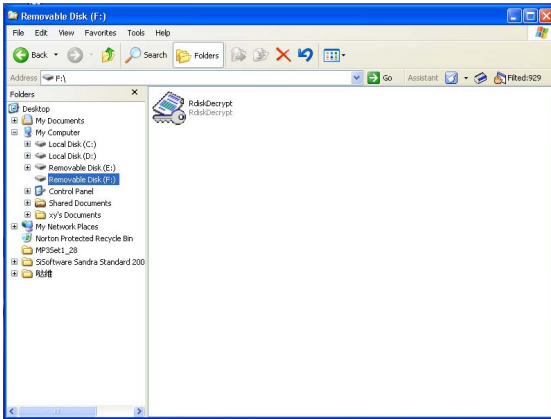 Removable Disk (F:)
File Edit View Favorites Tools Help
Back Search Folders
Address F:\ Go Assistant Filted:929
Folders
Desktop
My Documents
My Computer
Local Disk (C:)
Local Disk (D:)
Removable Disk (E:)
Removable Disk (F:)
Control Panel
Shared Documents
xy's Documents
My Network Places
Norton Protected Recycle Bin
MP3Set1_28
SiSoftware Sandra Standard 200
RdiskDecrypt
RdiskDecrypt